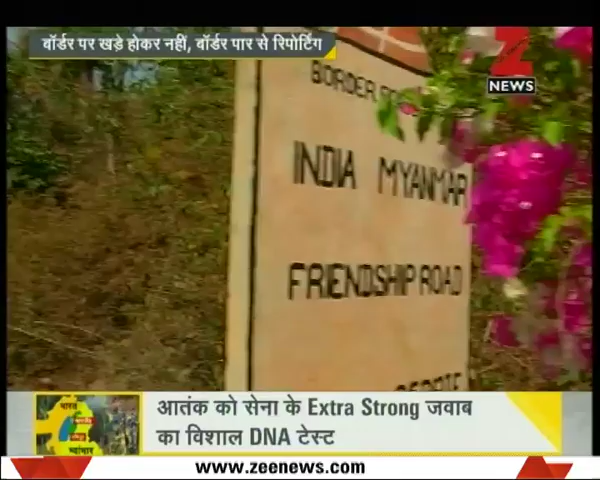 बॉर्डर पर खड़े होकर नहीं, बॉर्डर पार से रिपोर्टिंग
NEWS
BORDER
INDIA MYANMAR
FRIENDSHIP ROAD
भारत
म्यांमार
आतंक को सेना के Extra Strong जवाब
का विशाल DNA टेस्ट
www.zeenews.com